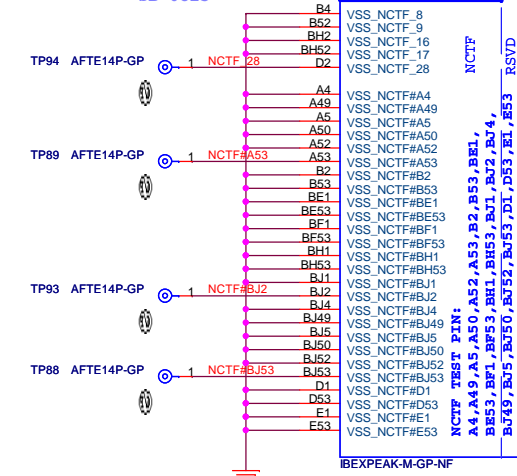 B4 VSS_NCTF_8
B52 VSS_NCTF_9
BH2 VSS_NCTF_16
BH52 VSS_NCTF_17
TP94 AFTE14P-GP 1 NCTF_28 D2 VSS_NCTF_28
A4 VSS_NCTF#A4
A49 VSS_NCTF#A49
A5 VSS_NCTF#A5
A50 VSS_NCTF#A50
A52 VSS_NCTF#A52
TP89 AFTE14P-GP 1 NCTF#A53 A53 VSS_NCTF#A53
B2 VSS_NCTF#B2
B53 VSS_NCTF#B53
BE1 VSS_NCTF#BE1
BE53 VSS_NCTF#BE53
BF1 VSS_NCTF#BF1
BF53 VSS_NCTF#BF53
BH1 VSS_NCTF#BH1
BH53 VSS_NCTF#BH53
BJ1 VSS_NCTF#BJ1
TP93 AFTE14P-GP 1 NCTF#BJ2 BJ2 VSS_NCTF#BJ2
BJ4 VSS_NCTF#BJ4
BJ49 VSS_NCTF#BJ49
BJ5 VSS_NCTF#BJ5
BJ50 VSS_NCTF#BJ50
BJ52 VSS_NCTF#BJ52
TP88 AFTE14P-GP 1 NCTF#BJ53 BJ53 VSS_NCTF#BJ53
D1 VSS_NCTF#D1
D53 VSS_NCTF#D53
E1 VSS_NCTF#E1
E53 VSS_NCTF#E53
NCTF
RSVD
NCTF TEST PIN:
A4,A49,A5,A50,A52,A53,B2,B53,BE1,
BE53,BF1,BF53,BH1,BH53,BJ1,BJ2,BJ4,
BJ49,BJ5,BJ50,BJ52,BJ53,D1,D53,E1,E53
IBEXPEAK-M-GP-NF